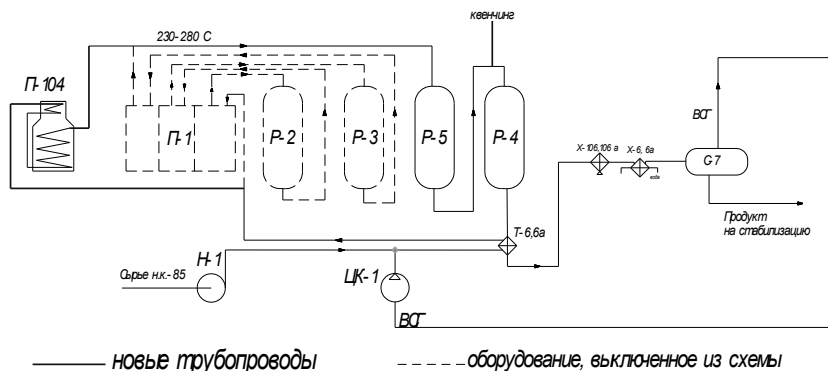 квенчинг
230-280 С
П-104
П-1
Р-2
Р-3
Р-5
Р-4
ВСГ
Х-106,106 а
Х-6, 6а
вода
С-7
Продукт
на стабилизацию
Т-6,6а
Н-1
Сырье н.к.-85
ЦК-1
ВСГ
новые трубопроводы
оборудование, выключенное из схемы